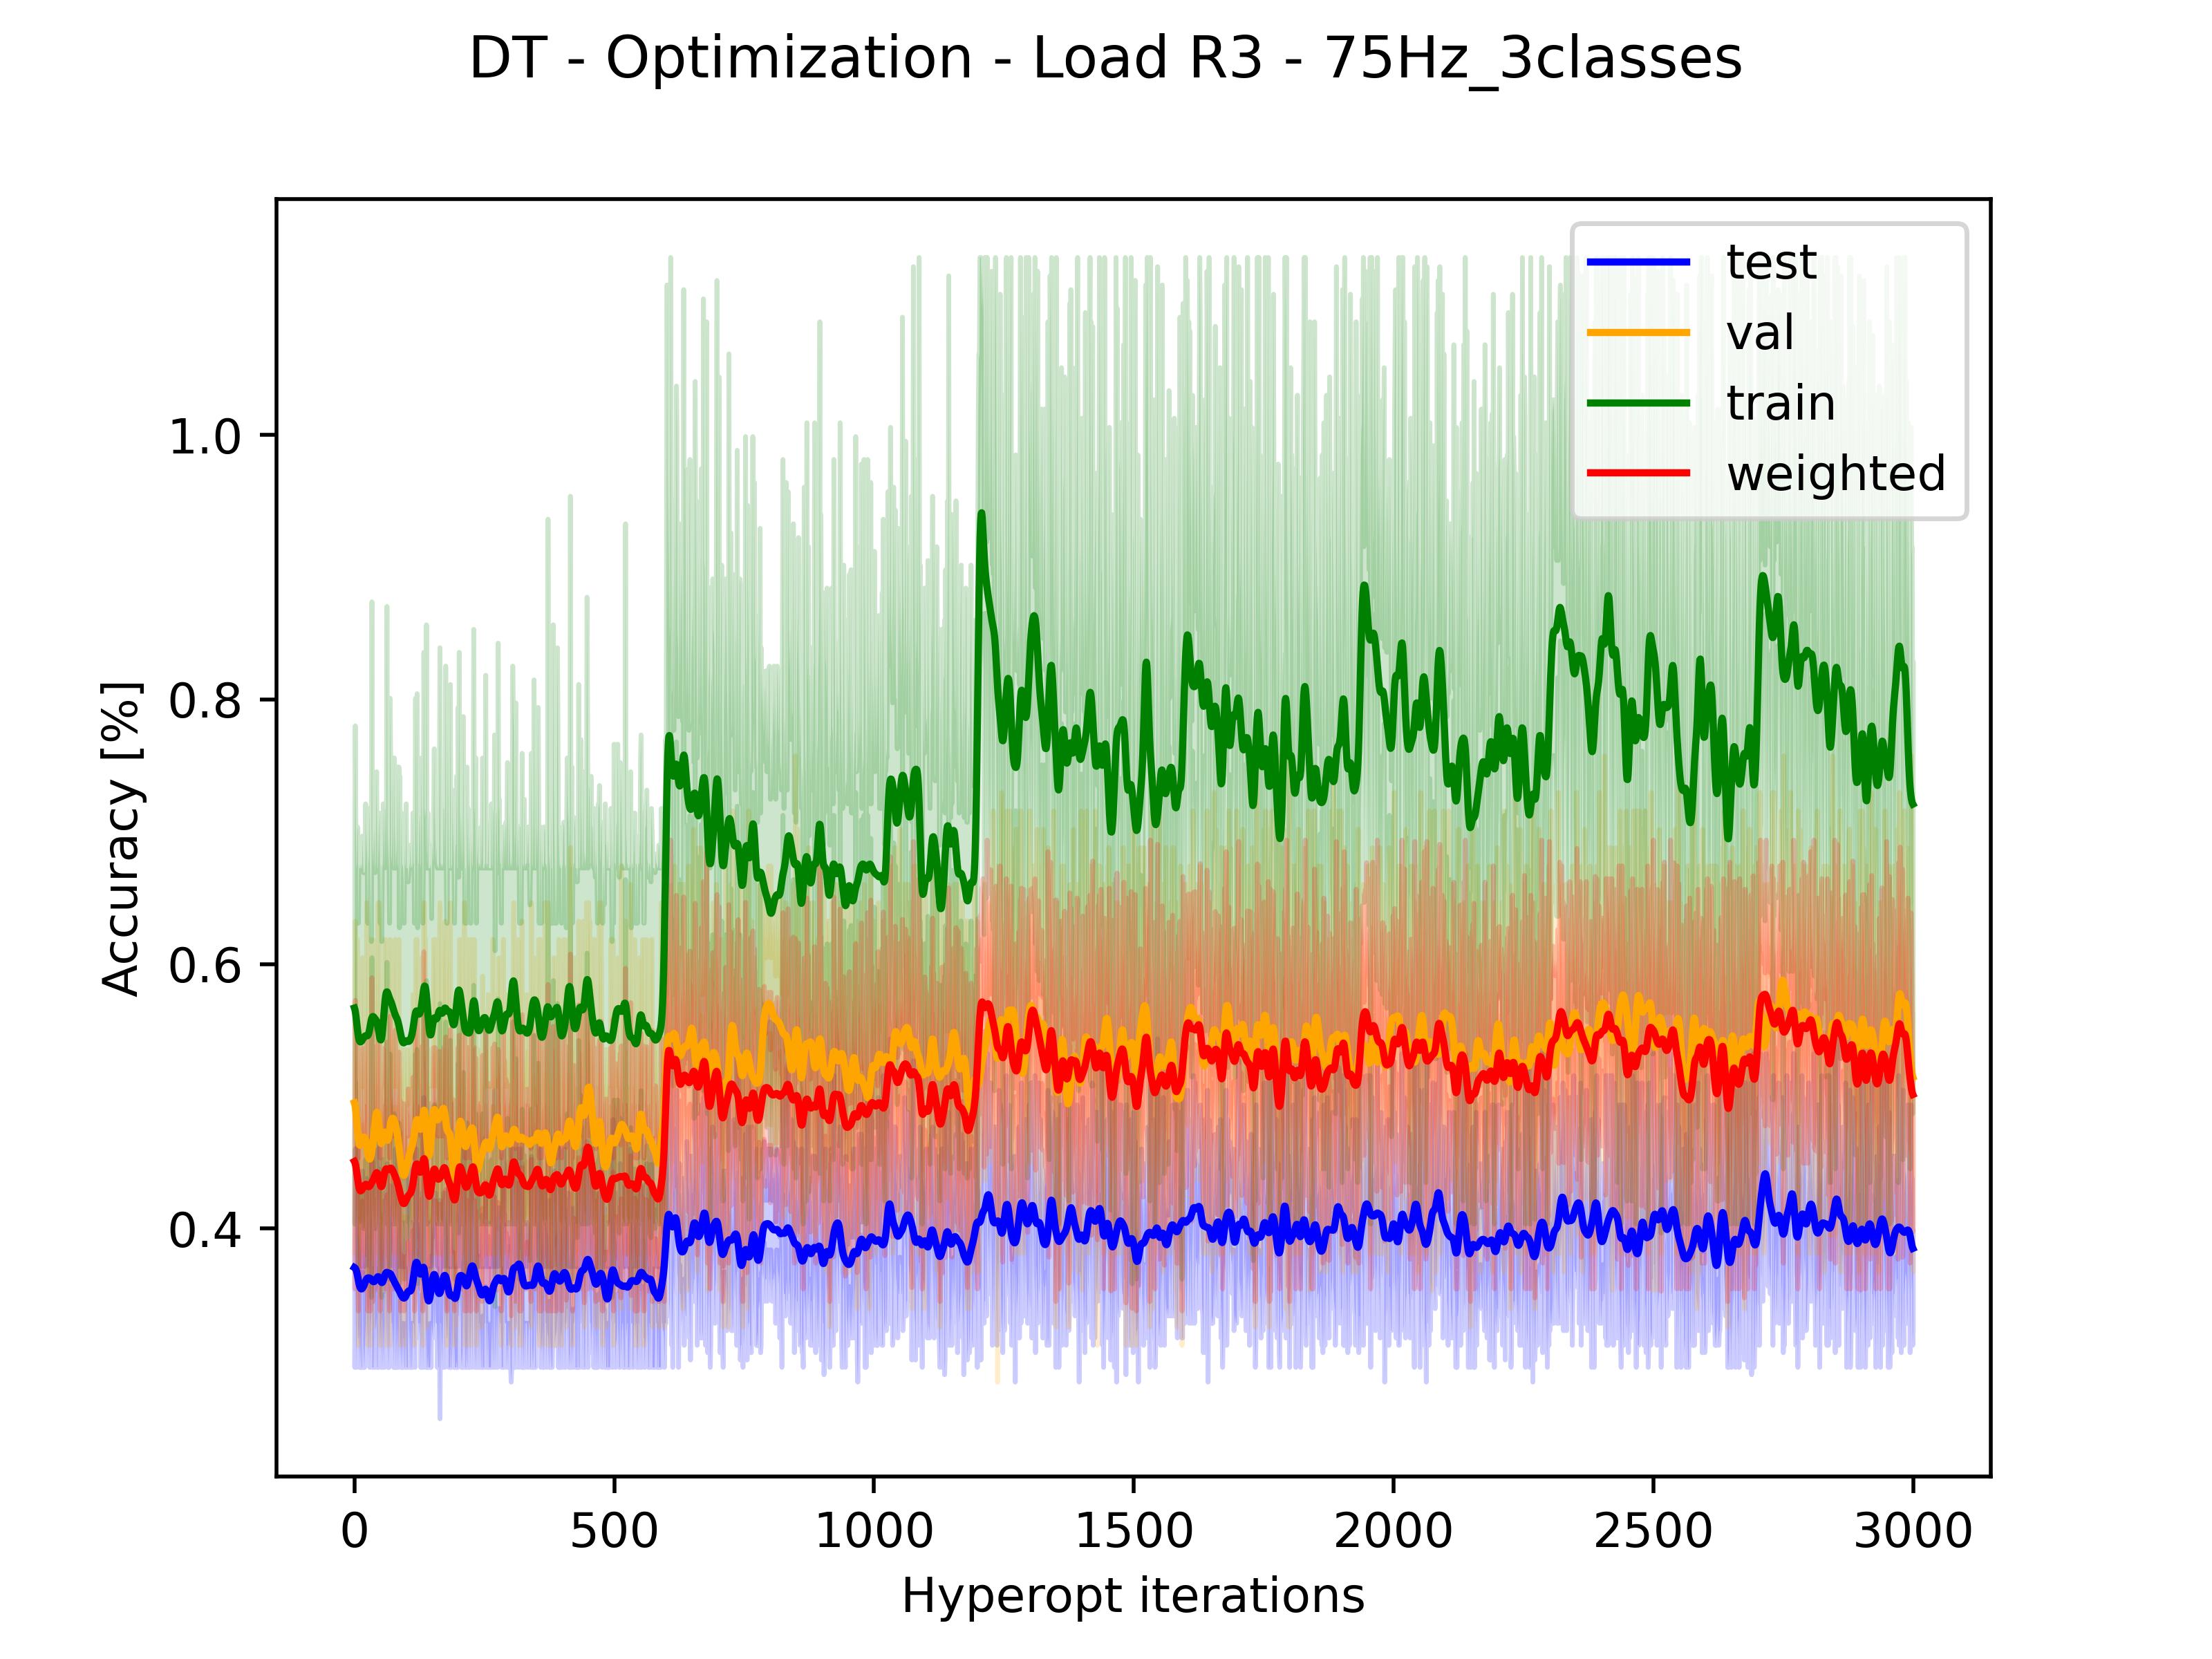 DT - Optimization - Load R3 - 75Hz_3classes
test
val
train
weighted
1.0
0.8
0.6
0.4
Accuracy [%]
0 500 1000 1500 2000 2500 3000
Hyperopt iterations